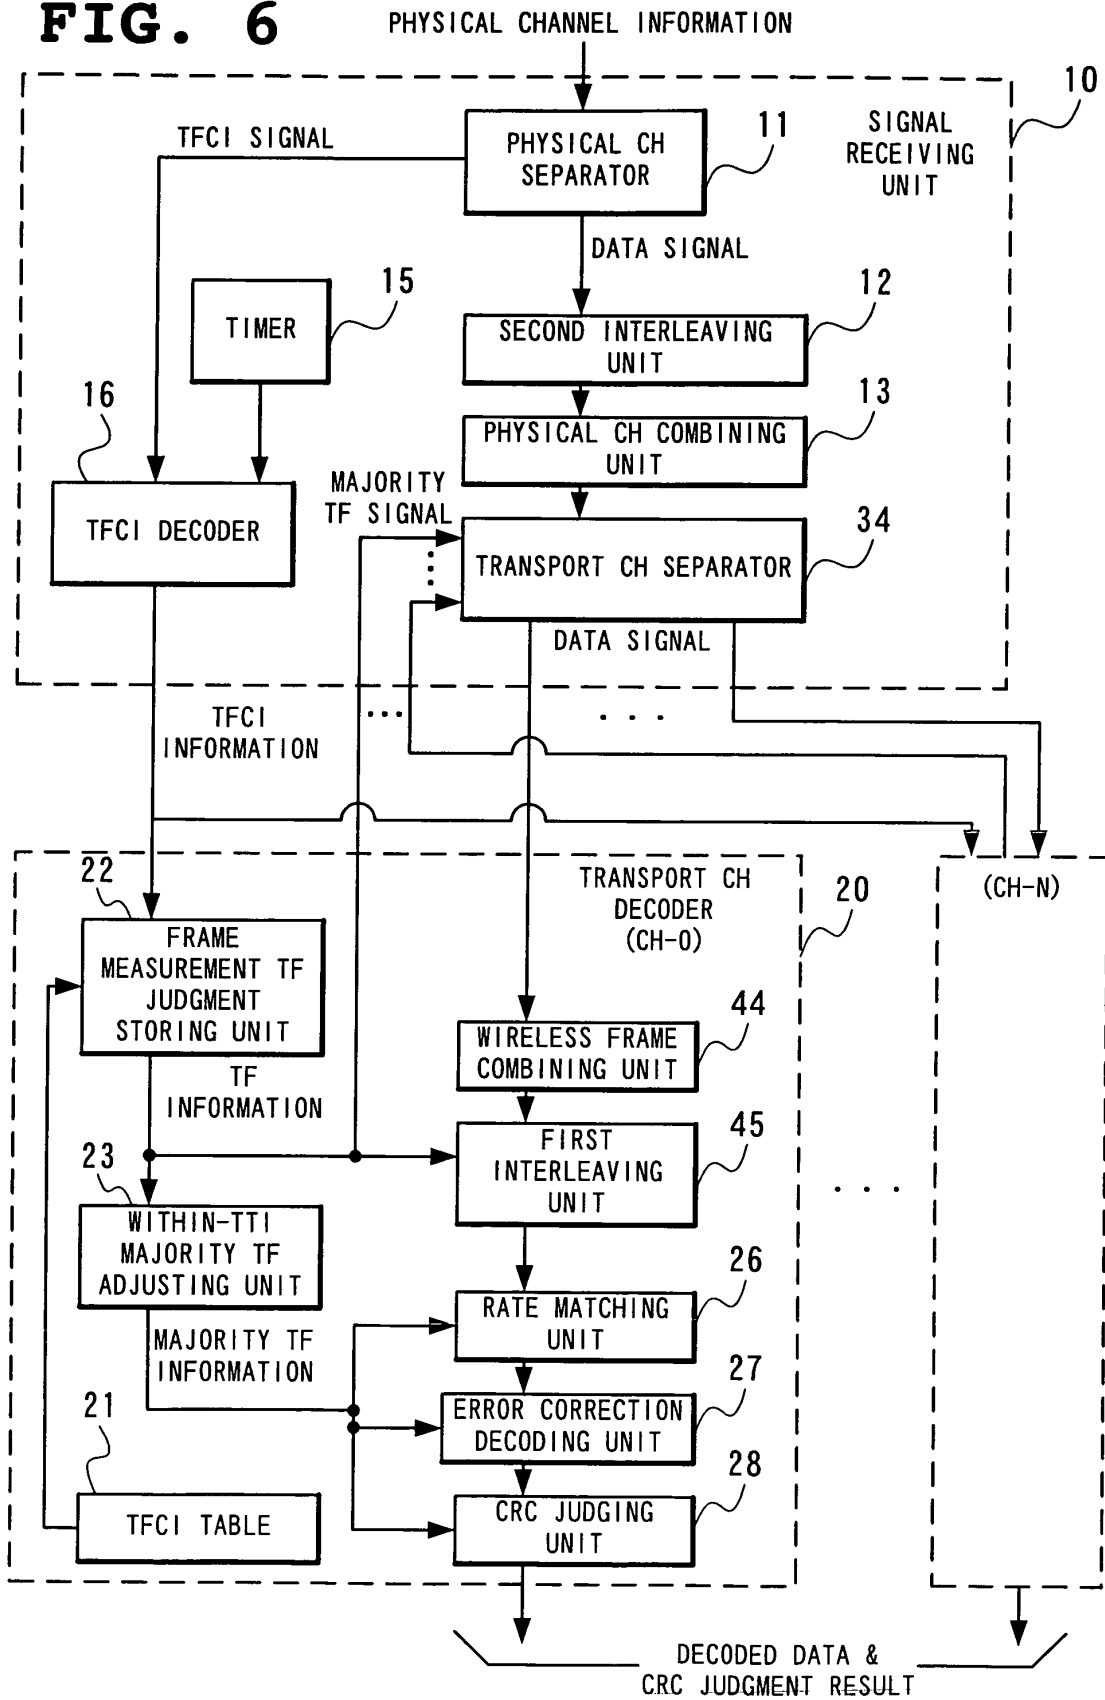 FIG. 6
PHYSICAL CHANNEL INFORMATION
10
TFCI SIGNAL
PHYSICAL CH
SEPARATOR
11
SIGNAL
RECEIVING
UNIT
DATA SIGNAL
15
TIMER
12
SECOND INTERLEAVING
UNIT
16
13
PHYSICAL CH COMBINING
UNIT
MAJORITY
TF SIGNAL
TFCI DECODER
34
TRANSPORT CH SEPARATOR
DATA SIGNAL
TFCI
INFORMATION
(CH-N)
22
TRANSPORT CH
DECODER
(CH-0)
20
FRAME
MEASUREMENT TF
JUDGMENT
STORING UNIT
44
WIRELESS FRAME
COMBINING UNIT
TF
INFORMATION
45
FIRST
INTERLEAVING
UNIT
23
WITHIN-TTI
MAJORITY TF
ADJUSTING UNIT
26
RATE MATCHING
UNIT
MAJORITY TF
INFORMATION
27
ERROR CORRECTION
DECODING UNIT
21
28
TFCI TABLE
CRC JUDGING
UNIT
DECODED DATA &
CRC JUDGMENT RESULT